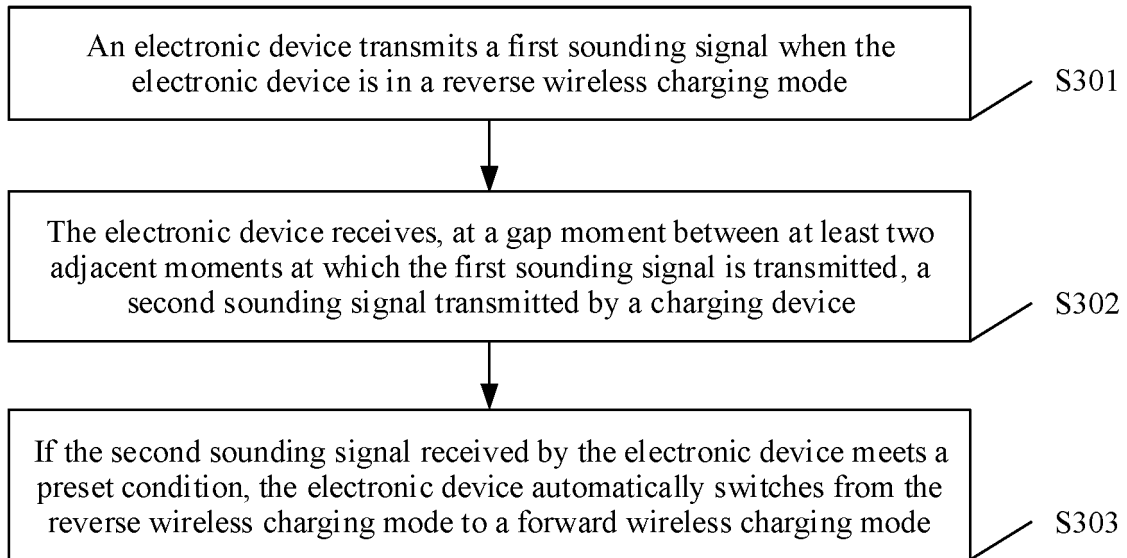 An electronic device transmits a first sounding signal when the
electronic device is in a reverse wireless charging mode
S301
The electronic device receives, at a gap moment between at least two
adjacent moments at which the first sounding signal is transmitted, a
second sounding signal transmitted by a charging device
S302
If the second sounding signal received by the electronic device meets a
preset condition, the electronic device automatically switches from the
reverse wireless charging mode to a forward wireless charging mode
S303